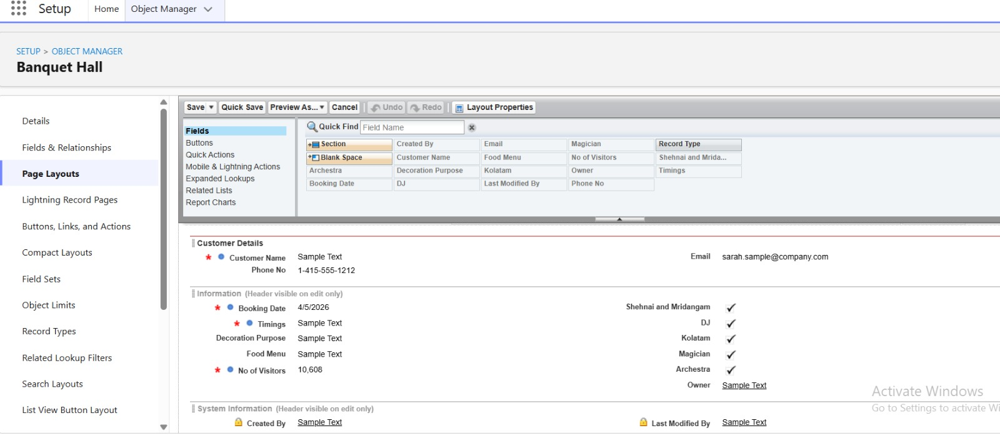 Setup Home Object Manager
SETUP > OBJECT MANAGER
Banquet Hall
Details
Fields & Relationships
Page Layouts
Lightning Record Pages
Buttons, Links, and Actions
Compact Layouts
Field Sets
Object Limits
Record Types
Related Lookup Filters
Search Layouts
List View Button Layout
Save Quick Save Preview As... Cancel Undo Redo Layout Properties
Fields
Buttons
Quick Actions
Mobile & Lightning Actions
Expanded Lookups
Related Lists
Report Charts
Quick Find Field Name
Section Created By Email Magician Record Type
Blank Space Customer Name Food Menu No of Visitors Shehnai and Mrida...
Archestra Decoration Purpose Kolatam Owner Timings
Booking Date DJ Last Modified By Phone No
Customer Details
* Customer Name Sample Text Email sarah.sample@company.com
Phone No 1-415-555-1212
Information (Header visible on edit only)
* Booking Date 4/5/2026 Shehnai and Mridangam
* Timings Sample Text DJ
Decoration Purpose Sample Text Kolatam
Food Menu Sample Text Magician
* No of Visitors 10,608 Archestra
Owner Sample Text
System Information (Header visible on edit only)
Created By Sample Text Last Modified By Sample Text
Activate Windows
Go to Settings to activate Wi